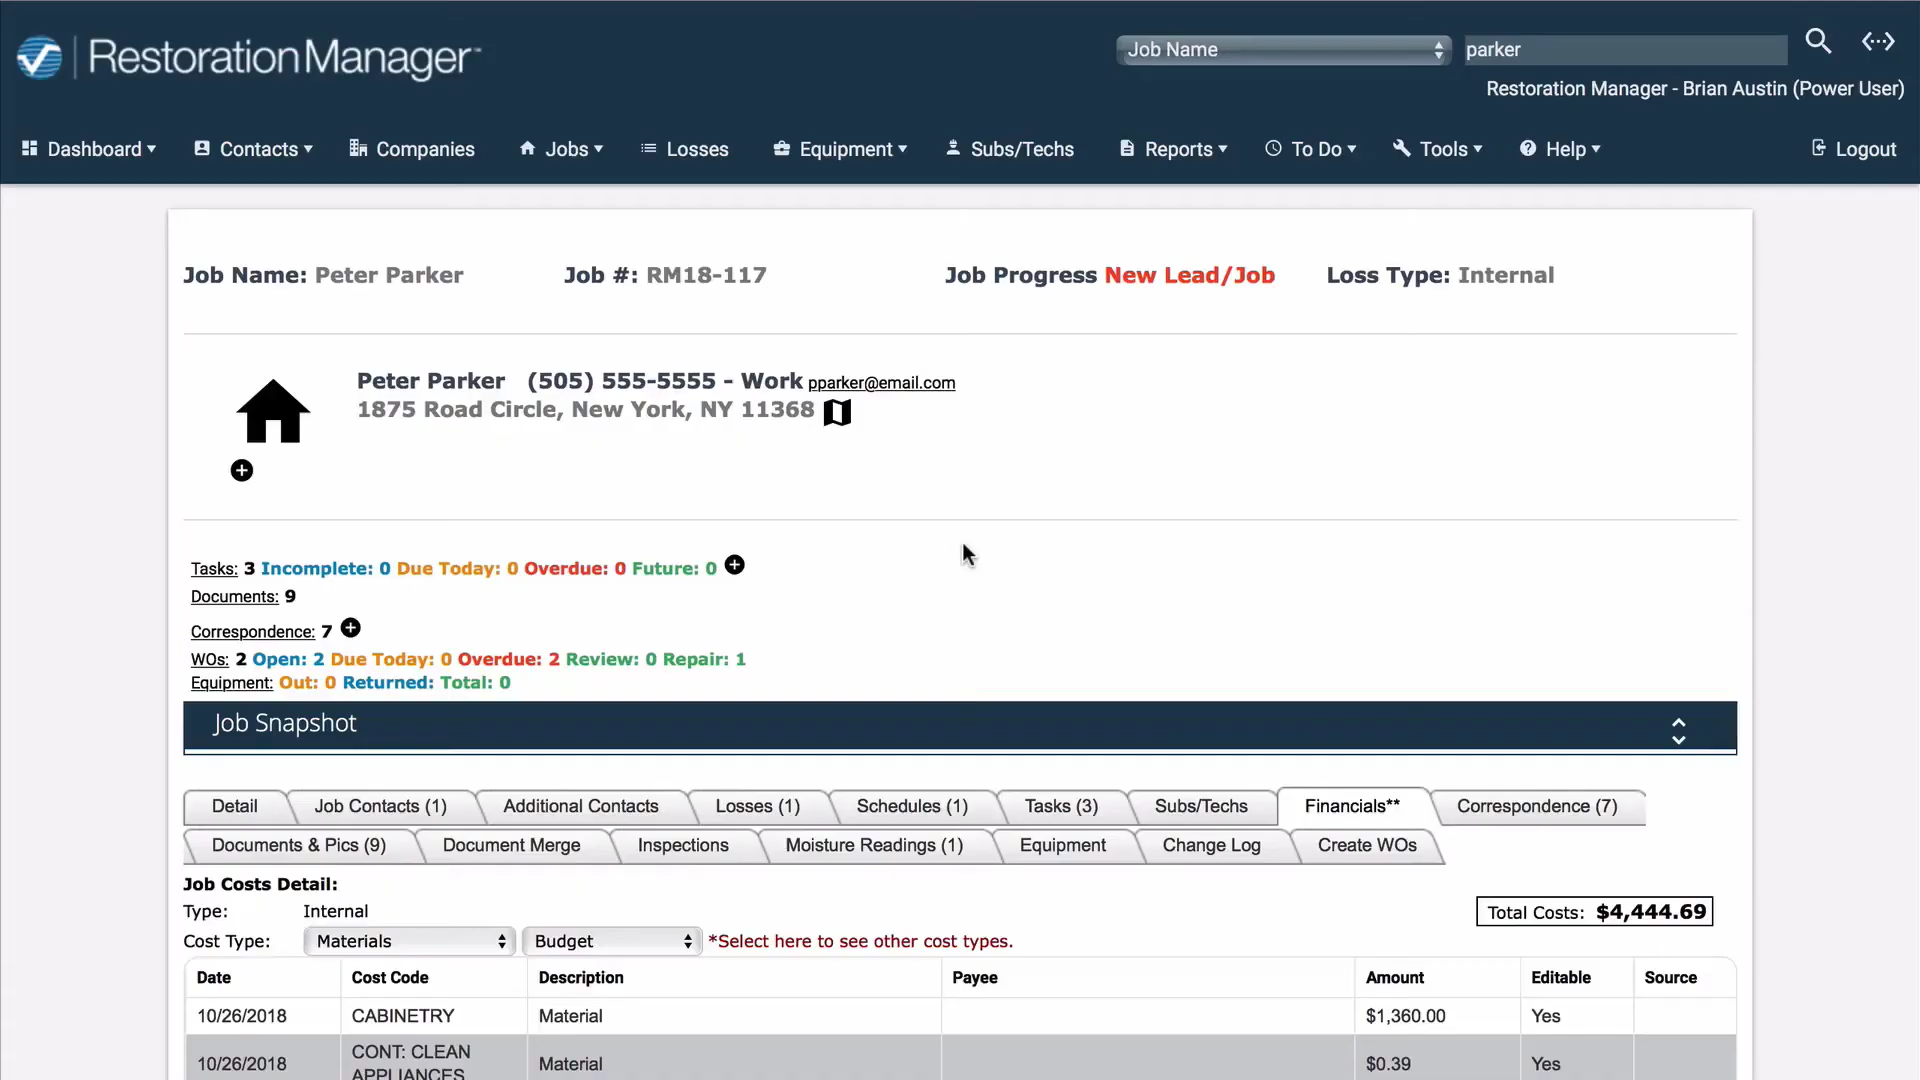 RestorationManager™
Job Name
parker
Restoration Manager - Brian Austin (Power User)
Dashboard Contacts Companies Jobs Losses Equipment Subs/Techs Reports To Do Tools Help Logout
Job Name: Peter Parker Job #: RM18-117 Job Progress New Lead/Job Loss Type: Internal
Peter Parker (505) 555-5555 - Work pparker@email.com
1875 Road Circle, New York, NY 11368
Tasks: 3 Incomplete: 0 Due Today: 0 Overdue: 0 Future: 0
Documents: 9
Correspondence: 7
WOs: 2 Open: 2 Due Today: 0 Overdue: 2 Review: 0 Repair: 1
Equipment: Out: 0 Returned: Total: 0
Job Snapshot
Detail Job Contacts (1) Additional Contacts Losses (1) Schedules (1) Tasks (3) Subs/Techs Financials** Correspondence (7)
Documents & Pics (9) Document Merge Inspections Moisture Readings (1) Equipment Change Log Create WOs
Job Costs Detail:
Type: Internal
Total Costs: $4,444.69
Cost Type: Materials Budget *Select here to see other cost types.
Date Cost Code Description Payee Amount Editable Source
10/26/2018 CABINETRY Material $1,360.00 Yes
10/26/2018 CONT: CLEAN APPLIANCES Material $0.39 Yes